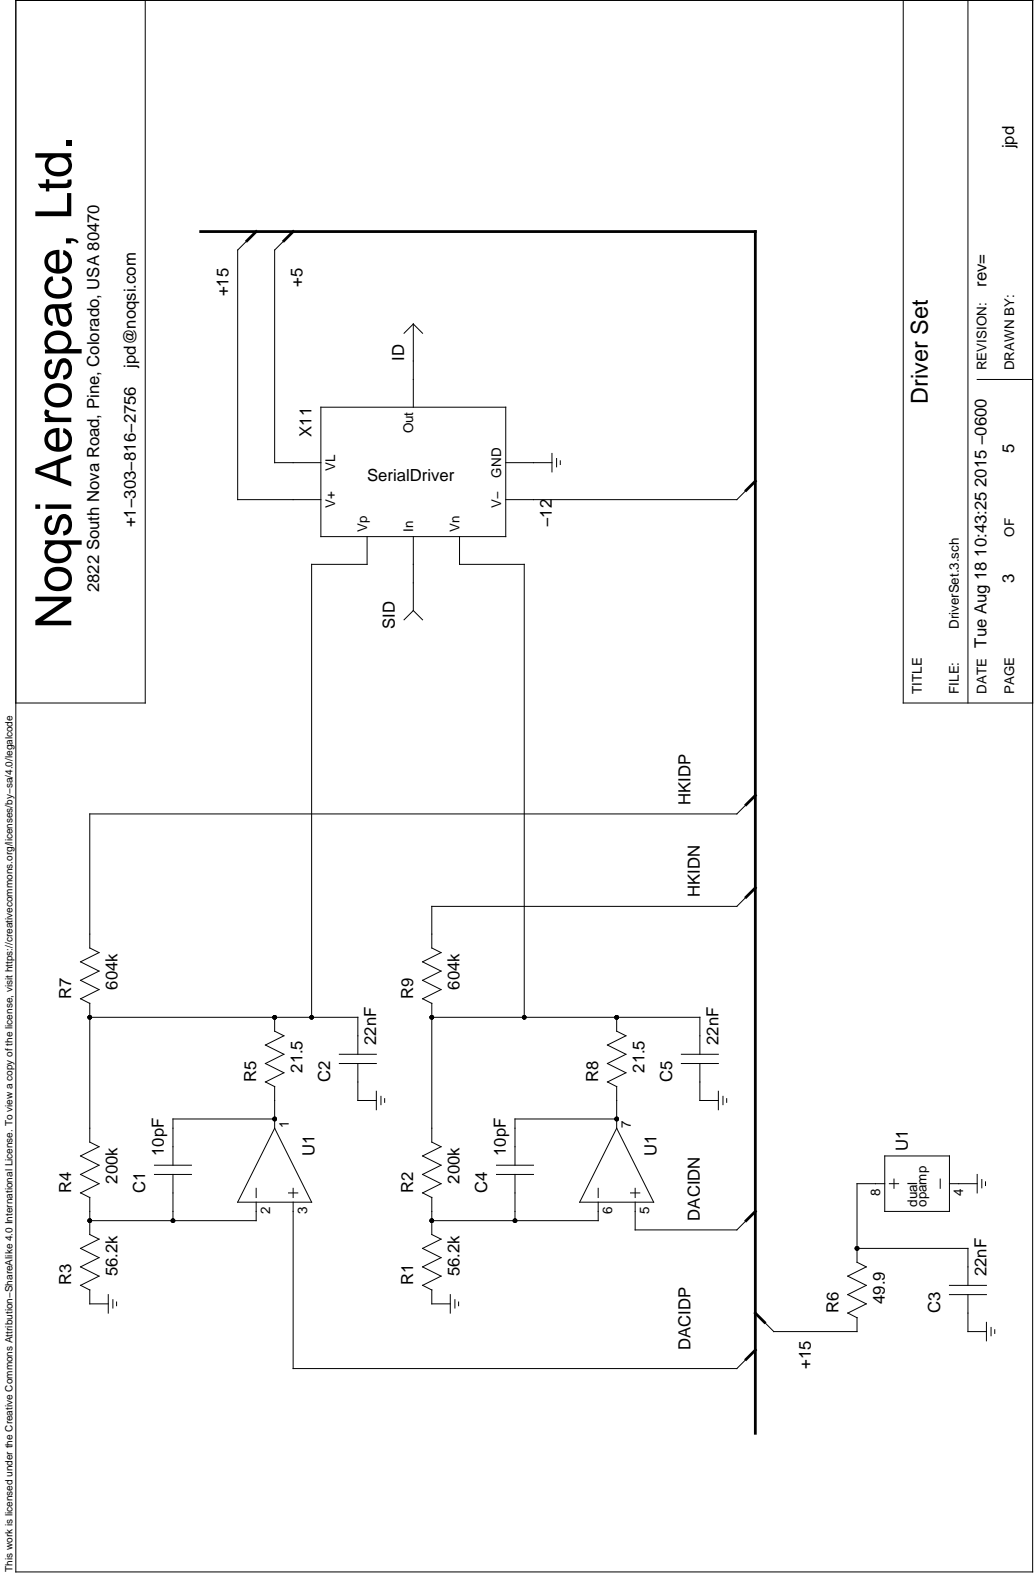 This work is licensed under the Creative Commons Attribution−ShareAlike 4.0 International License. To view a copy of the license, visit https://creativecommons.org/licenses/by−sa/4.0/legalcode
Noqsi Aerospace, Ltd.
2822 South Nova Road, Pine, Colorado, USA 80470
+1−303−816−2756 jpd@noqsi.com
R3
56.2k
R4
200k
R7
604k
C1
10pF
2
3
1
U1
R5
21.5
C2
22nF
R1
56.2k
R2
200k
R9
604k
C4
10pF
6
5
7
U1
R8
21.5
C5
22nF
DACIDP
DACIDN
HKIDN
HKIDP
+15
+5
X11
V+
VL
Vp
In
Vn
SerialDriver
Out
V−
GND
SID
ID
−12
+15
R6
49.9
C3
22nF
U1
8
dual
opamp
4
TITLE
Driver Set
FILE: DriverSet.3.sch
DATE Tue Aug 18 10:43:25 2015 −0600
REVISION: rev=
PAGE 3 OF 5
DRAWN BY: jpd